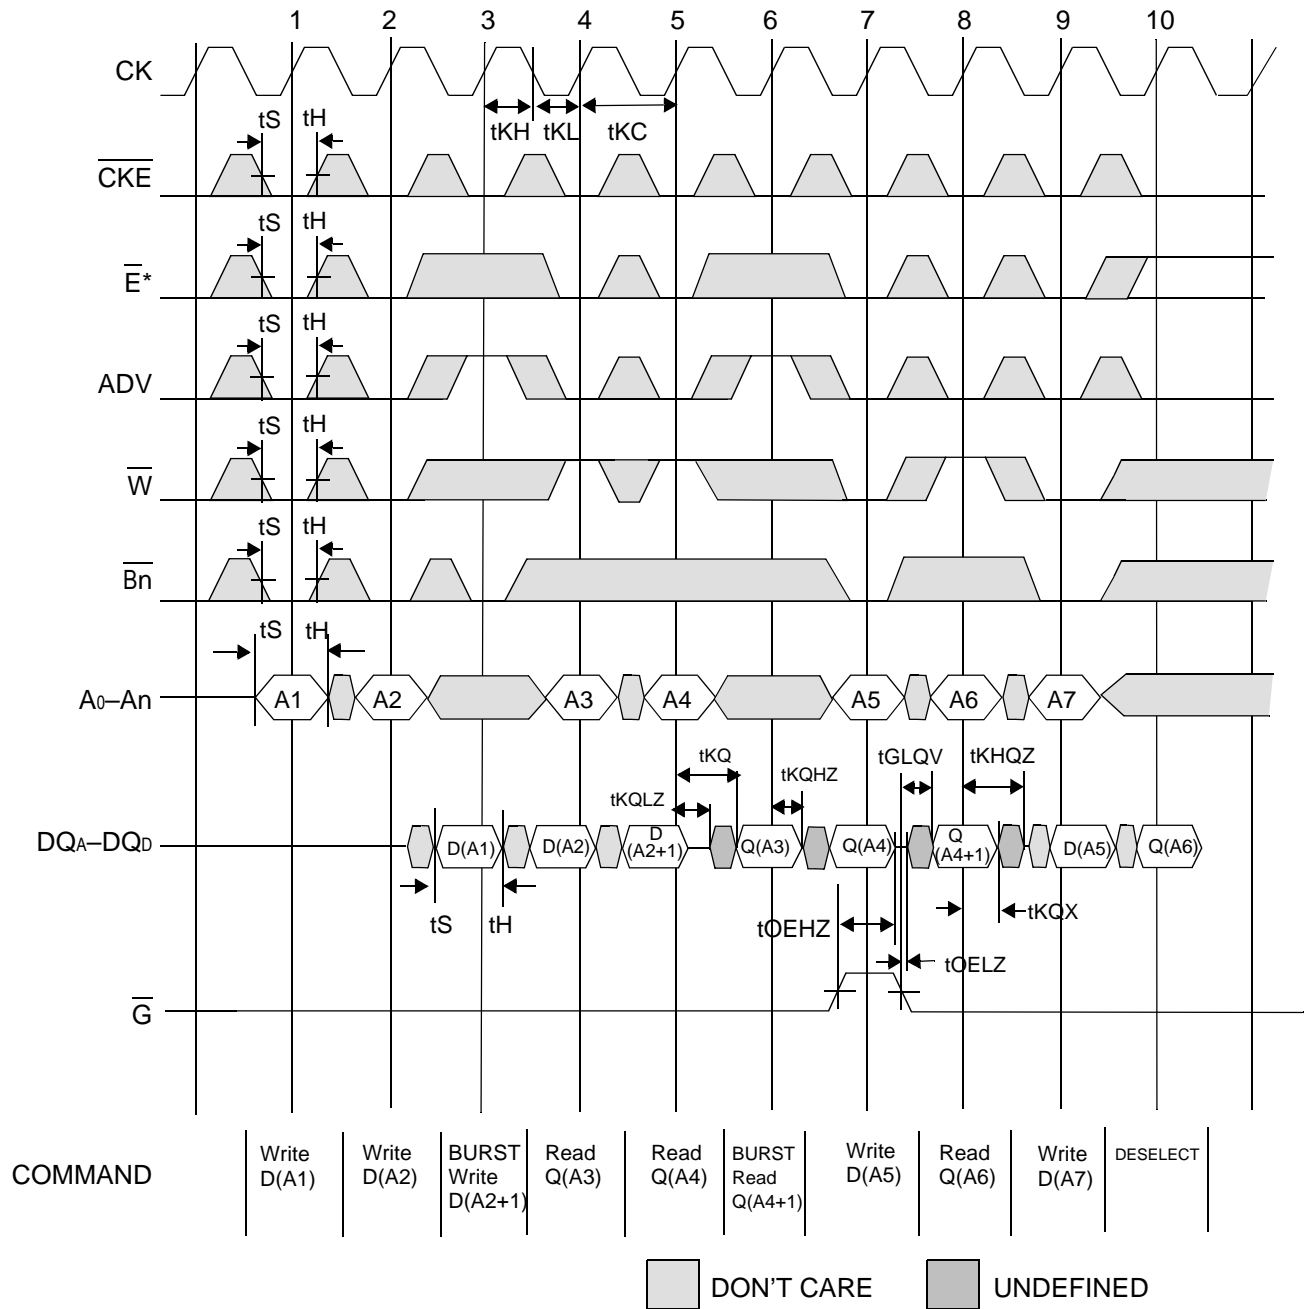 1 2 3 4 5 6 7 8 9 10
CK
tKH tKL tKC
tS tH
CKE
tS tH
E*
tS tH
ADV
tS tH
W
tS tH
Bn
tS tH
A0–An A1 A2 A3 A4 A5 A6 A7
tKQ tKQHZ tGLQV tKHQZ
tKQLZ
DQA–DQD D(A1) D(A2) D (A2+1) Q(A3) Q(A4) Q (A4+1) D(A5) Q(A6)
tS tH tOEHZ tKQX
tOELZ
G
COMMAND
Write
D(A1)
Write
D(A2)
BURST
Write
D(A2+1)
Read
Q(A3)
Read
Q(A4)
BURST
Read
Q(A4+1)
Write
D(A5)
Read
Q(A6)
Write
D(A7)
DESELECT
DON'T CARE UNDEFINED